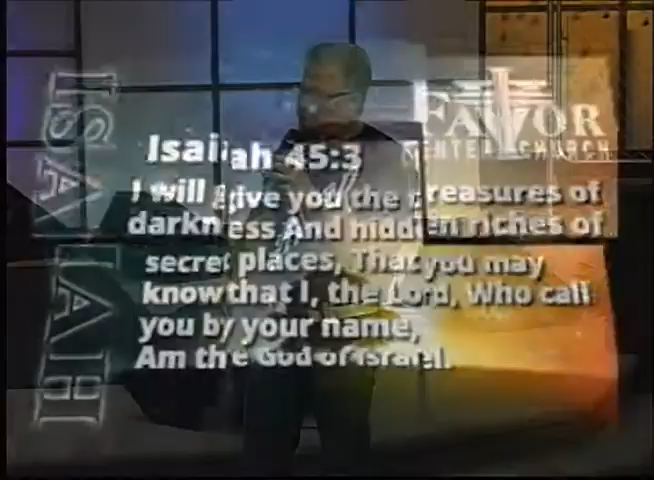 ISAIAH
FAVOR
CENTER CHURCH
Isaiah 45:3
I will give you the treasures of
darkness And hidden riches of
secret places, That you may
know that I, the Lord, Who call
you by your name,
Am the God of Israel.